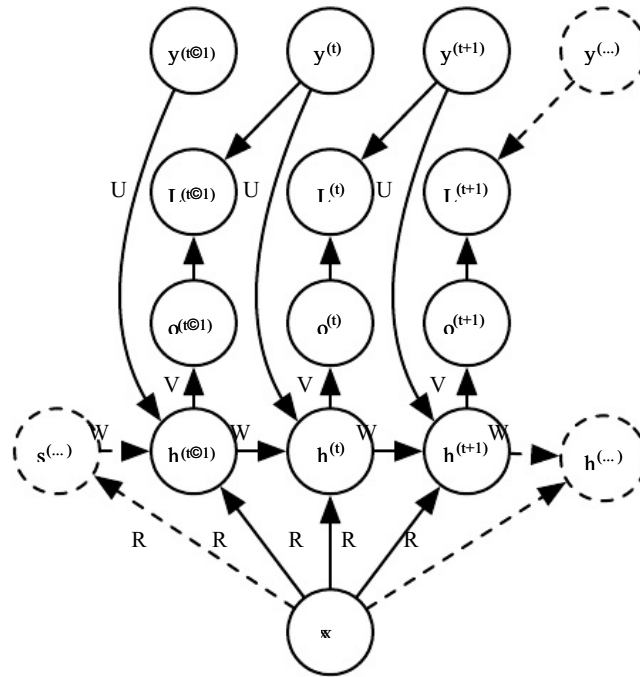 y(t©1) y(t) y(t+1) y(...)
U L(t©1) U L(t) U L(t+1)
o(t©1) o(t) o(t+1)
V V V
s(...) W h(t©1) W h(t) W h(t+1) W h(...)
R R R R R
x